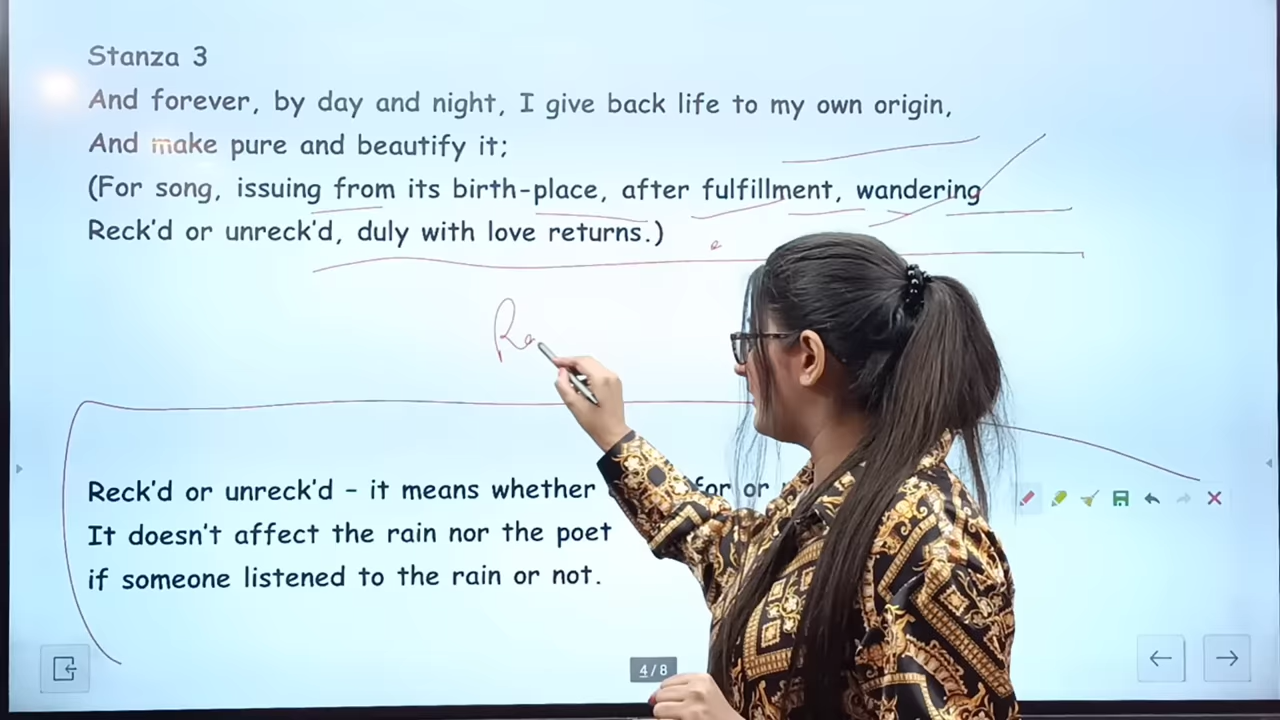 Stanza 3
And forever, by day and night, I give back life to my own origin,
And make pure and beautify it;
(For song, issuing from its birth-place, after fulfillment, wandering
Reck'd or unreck'd, duly with love returns.)
Re
Reck'd or unreck'd – it means whether for or
It doesn't affect the rain nor the poet
if someone listened to the rain or not.
4/8